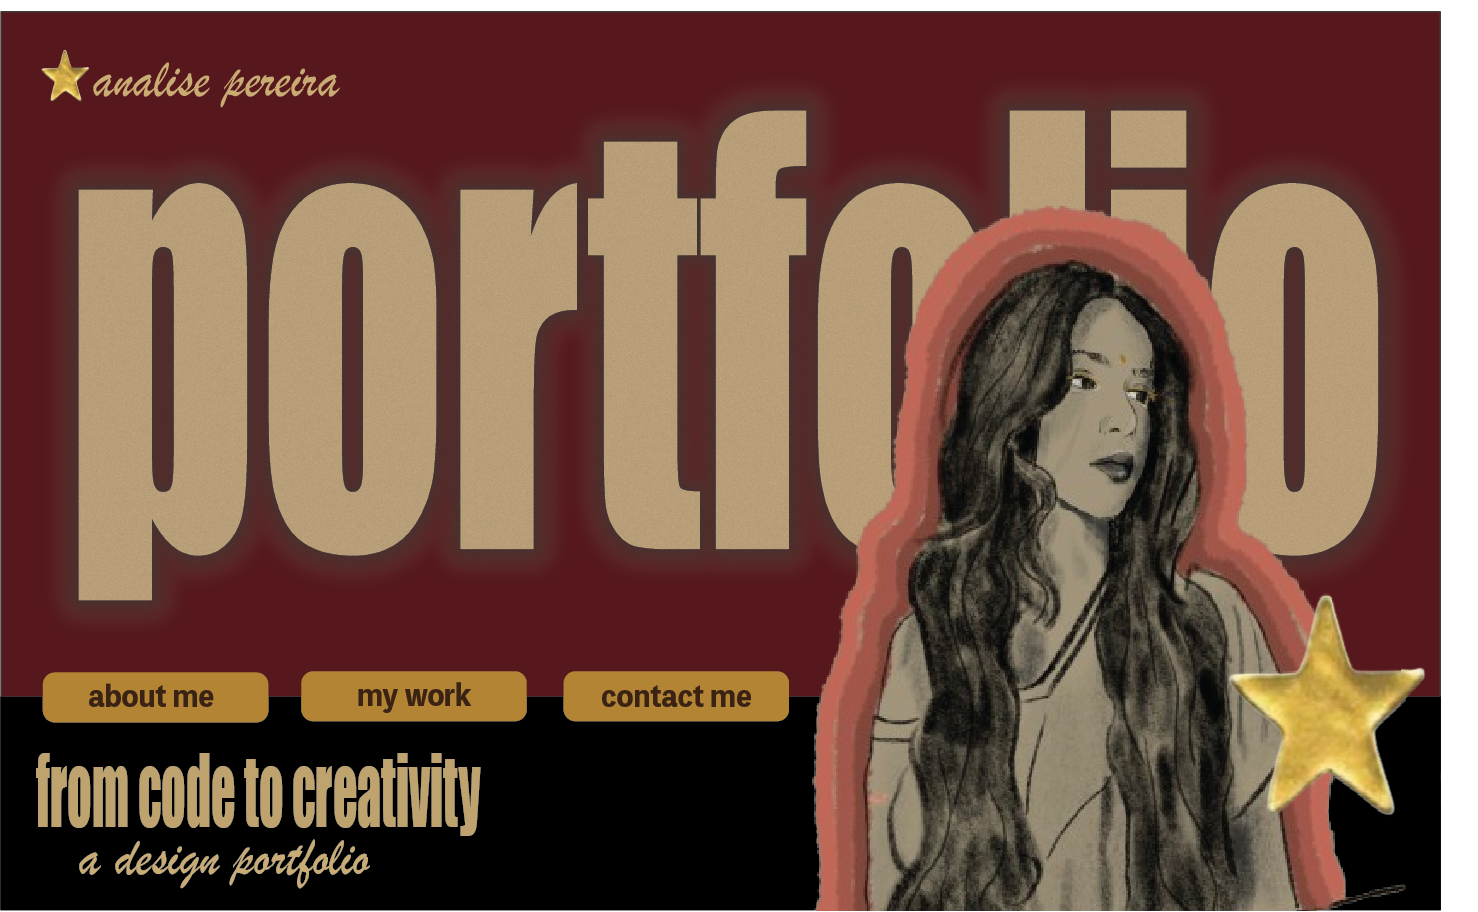 analise pereira
portfolio
about me
my work
contact me
from code to creativity
a design portfolio